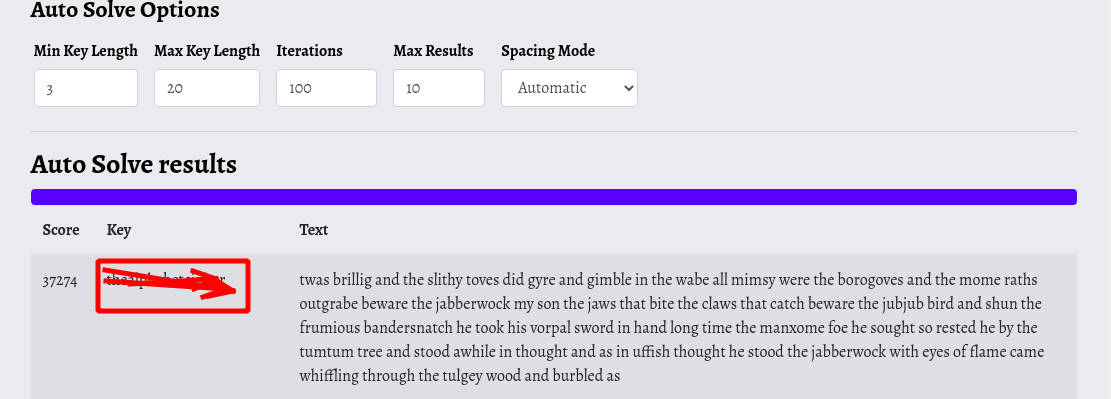 Auto Solve Options
Min Key Length Max Key Length Iterations Max Results Spacing Mode
3 20 100 10 Automatic
Auto Solve results
Score Key Text
37274 twas brillig and the slithy toves did gyre and gimble in the wabe all mimsy were the borogoves and the mome raths
outgrabe beware the jabberwock my son the jaws that bite the claws that catch beware the jubjub bird and shun the
frumious bandersnatch he took his vorpal sword in hand long time the manxome foe he sought so rested he by the
tumtum tree and stood awhile in thought and as in uffish thought he stood the jabberwock with eyes of flame came
whiffling through the tulgey wood and burbled as